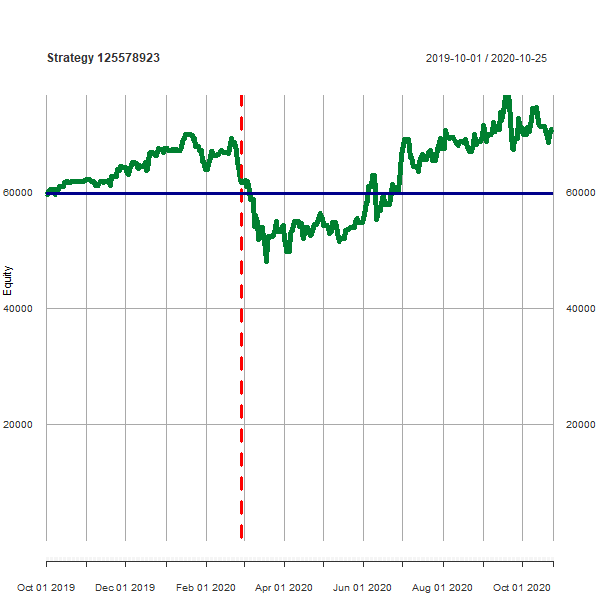 Strategy 125578923
2019-10-01 / 2020-10-25
60000
60000
40000
40000
20000
20000
Equity
Oct 01 2019
Dec 01 2019
Feb 01 2020
Apr 01 2020
Jun 01 2020
Aug 01 2020
Oct 01 2020